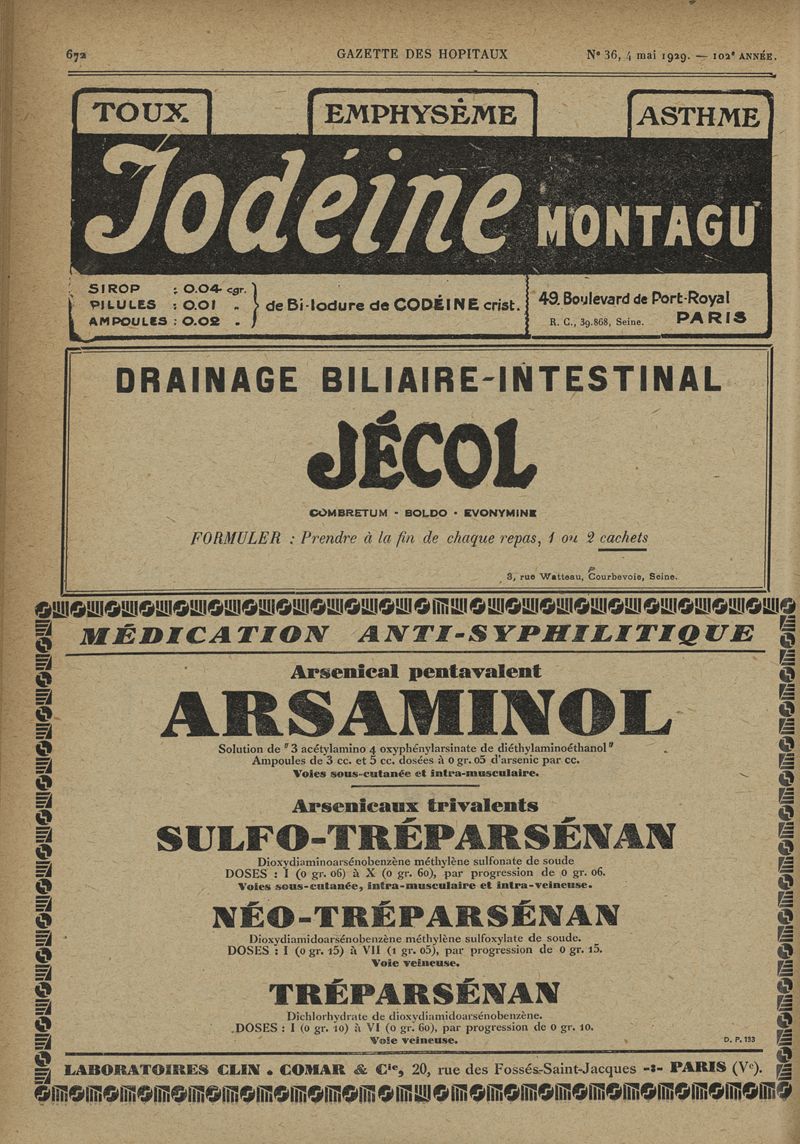 672 GAZETTE DES HOPITAUX N° 36, 4 mai 1929. — 102e ANNÉE.
TOUX EMPHYSÈME ASTHME
Iodéine MONTAGU
SIROP : 0.04 cgr.
PILULES : 0.01 „
AMPOULES : 0.02 „
de Bi-Iodure de CODÉINE crist.
49, Boulevard de Port-Royal
R. C., 39.868, Seine. PARIS
DRAINAGE BILIAIRE-INTESTINAL
JÉCOL
COMBRETUM - BOLDO - EVONYMINE
FORMULER : Prendre à la fin de chaque repas, 1 ou 2 cachets
3, rue Watteau, Courbevoie, Seine.
MÉDICATION ANTI-SYPHILITIQUE
Arsenical pentavalent
ARSAMINOL
Solution de "3 acétylamino 4 oxyphénylarsinate de diéthylaminoéthanol"
Ampoules de 3 cc. et 5 cc. dosées à 0 gr. 05 d'arsenic par cc.
Voies sous-cutanée et intra-musculaire.
Arsenicaux trivalents
SULFO-TRÉPARSÉNAN
Dioxydiaminoarsénobenzène méthylène sulfonate de soude
DOSES : I (0 gr. 06) à X (0 gr. 60), par progression de 0 gr. 06.
Voies sous-cutanée, intra-musculaire et intra-veineuse.
NÉO-TRÉPARSÉNAN
Dioxydiamidoarsénobenzène méthylène sulfoxylate de soude.
DOSES : I (0 gr. 15) à VII (1 gr. 05), par progression de 0 gr. 15.
Voie veineuse.
TRÉPARSÉNAN
Dichlorhydrate de dioxydiamidoarsénobenzène.
DOSES : I (0 gr. 10) à VI (0 gr. 60), par progression de 0 gr. 10.
Voie veineuse. D. P. 133
LABORATOIRES CLIN . COMAR & Cie, 20, rue des Fossés-Saint-Jacques -:- PARIS (Ve).